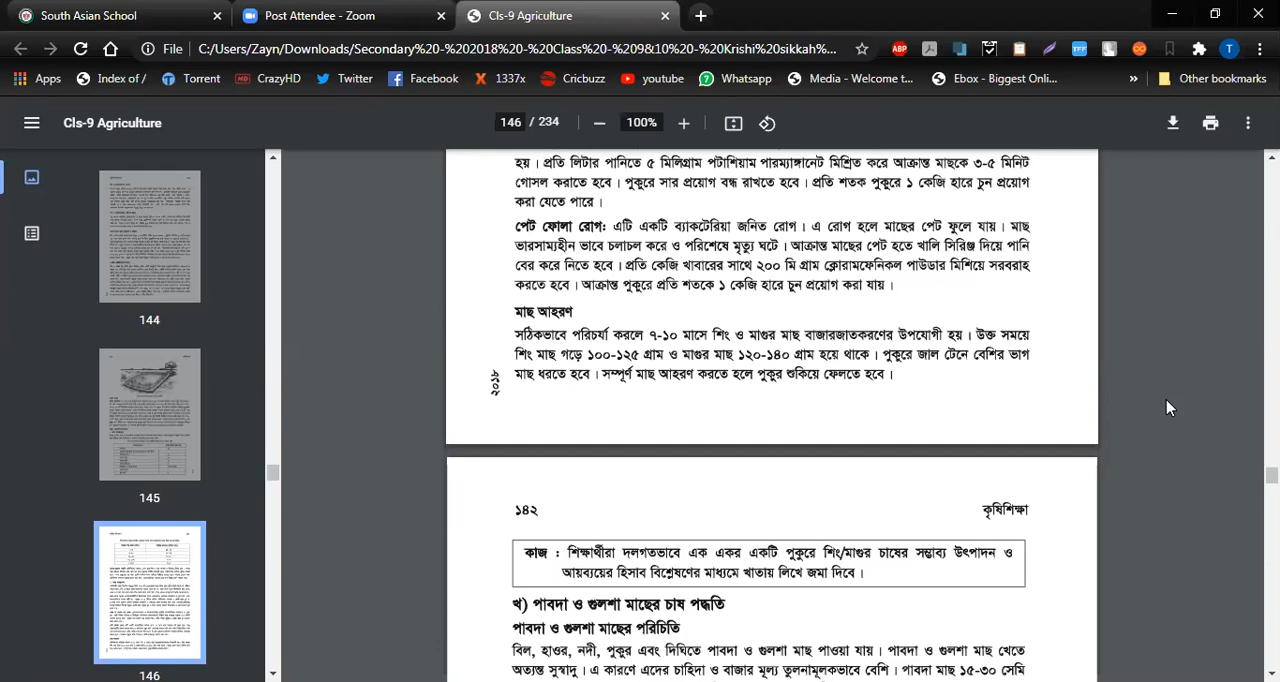 South Asian School
Post Attendee - Zoom
Cls-9 Agriculture
File
C:/Users/Zayn/Downloads/Secondary%20-%202018%20-%20Class%20-%2098&10%20-%20Krishi%20sikkah%...
ABP
TFF
T
Apps
Index of /
Torrent
HD CrazyHD
Twitter
Facebook
X 1337x
Cricbuzz
youtube
Whatsapp
Media - Welcome t...
Ebox - Biggest Onli...
»
Other bookmarks
Cls-9 Agriculture
146 / 234
100%
144
145
146
হয়। প্রতি লিটার পানিতে ৫ মিলিগ্রাম পটাশিয়াম পারম্যাঙ্গানেট মিশ্রিত করে আক্রান্ত মাছকে ৩-৫ মিনিট
গোসল করাতে হবে। পুকুরে সার প্রয়োগ বন্ধ রাখতে হবে। প্রতি শতক পুকুরে ১ কেজি হারে চুন প্রয়োগ
করা যেতে পারে।
পেট ফোলা রোগ: এটি একটি ব্যাকটেরিয়া জনিত রোগ। এ রোগ হলে মাছের পেট ফুলে যায়। মাছ
ভারসাম্যহীন ভাবে চলাচল করে ও পরিশেষে মৃত্যু ঘটে। আক্রান্ত মাছের পেট হতে খালি সিরিঞ্জ দিয়ে পানি
বের করে নিতে হবে। প্রতি কেজি খাবারের সাথে ২০০ মি গ্রাম ক্লোরামফেনিকল পাউডার মিশিয়ে সরবরাহ
করতে হবে। আক্রান্ত পুকুরে প্রতি শতকে ১ কেজি হারে চুন প্রয়োগ করা যায়।
মাছ আহরণ
সঠিকভাবে পরিচর্যা করলে ৭-১০ মাসে শিং ও মাগুর মাছ বাজারজাতকরণের উপযোগী হয়। উক্ত সময়ে
শিং মাছ গড়ে ১০০-১২৫ গ্রাম ও মাগুর মাছ ১২০-১৪০ গ্রাম হয়ে থাকে। পুকুরে জাল টেনে বেশির ভাগ
মাছ ধরতে হবে। সম্পূর্ণ মাছ আহরণ করতে হলে পুকুর শুকিয়ে ফেলতে হবে।
২০১৮
১৪২
কৃষিশিক্ষা
কাজ : শিক্ষার্থীরা দলগতভাবে এক একর একটি পুকুরে শিং/মাগুর চাষের সম্ভাব্য উৎপাদন ও
আয়ব্যয়ের হিসাব বিশ্লেষণের মাধ্যমে খাতায় লিখে জমা দিবে।
খ) পাবদা ও গুলশা মাছের চাষ পদ্ধতি
পাবদা ও গুলশা মাছের পরিচিতি
বিল, হাওর, নদী, পুকুর এবং দিঘিতে পাবদা ও গুলশা মাছ পাওয়া যায়। পাবদা ও গুলশা মাছ খেতে
অত্যন্ত সুস্বাদু। এ কারণে এদের চাহিদা ও বাজার মূল্য তুলনামূলকভাবে বেশি। পাবদা মাছ ১৫-৩০ সেমি